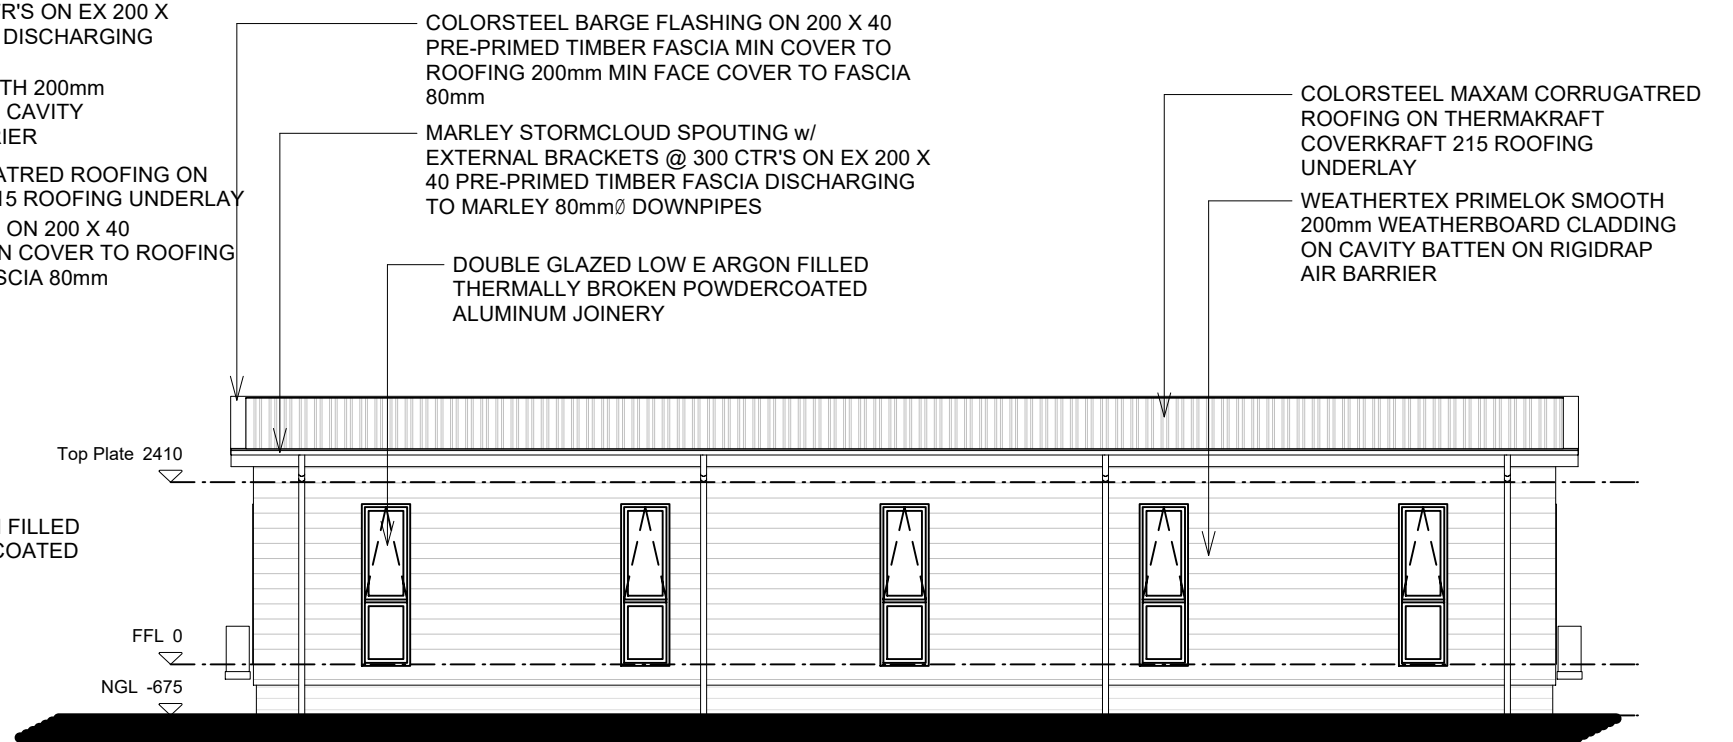 TR'S ON EX 200 X
DISCHARGING
TH 200mm
CAVITY
RIER
ATRED ROOFING ON
15 ROOFING UNDERLAY
ON 200 X 40
N COVER TO ROOFING
SCIA 80mm
COLORSTEEL BARGE FLASHING ON 200 X 40
PRE-PRIMED TIMBER FASCIA MIN COVER TO
ROOFING 200mm MIN FACE COVER TO FASCIA
80mm
MARLEY STORMCLOUD SPOUTING w/
EXTERNAL BRACKETS @ 300 CTR'S ON EX 200 X
40 PRE-PRIMED TIMBER FASCIA DISCHARGING
TO MARLEY 80mmØ DOWNPIPES
DOUBLE GLAZED LOW E ARGON FILLED
THERMALLY BROKEN POWDERCOATED
ALUMINUM JOINERY
COLORSTEEL MAXAM CORRUGATRED
ROOFING ON THERMAKRAFT
COVERKRAFT 215 ROOFING
UNDERLAY
WEATHERTEX PRIMELOK SMOOTH
200mm WEATHERBOARD CLADDING
ON CAVITY BATTEN ON RIGIDRAP
AIR BARRIER
Top Plate 2410
FILLED
COATED
FFL 0
NGL -675